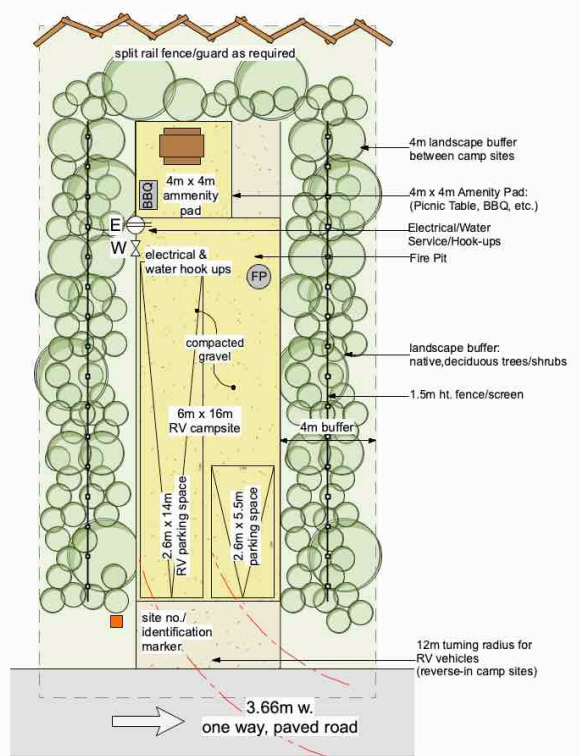 split rail fence/guard as required
4m landscape buffer
between camp sites
BBQ
4m x 4m
ammenity
pad
4m x 4m Amenity Pad:
(Picnic Table, BBQ, etc.)
E
W
Electrical/Water
Service/Hook-ups
electrical &
water hook ups
Fire Pit
FP
compacted
gravel
landscape buffer:
native,deciduous trees/shrubs
1.5m ht. fence/screen
6m x 16m
RV campsite
4m buffer
2.6m x 14m
RV parking space
2.6m x 5.5m
parking space
site no./
identification
marker.
12m turning radius for
RV vehicles
(reverse-in camp sites)
3.66m w.
one way, paved road